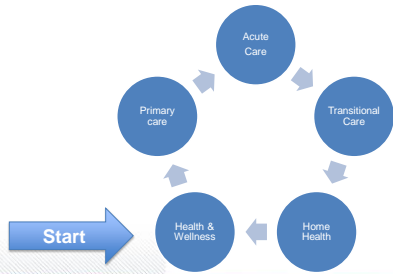 Acute
Care
Primary
care
Transitional
Care
Start
Health &
Wellness
Home
Health